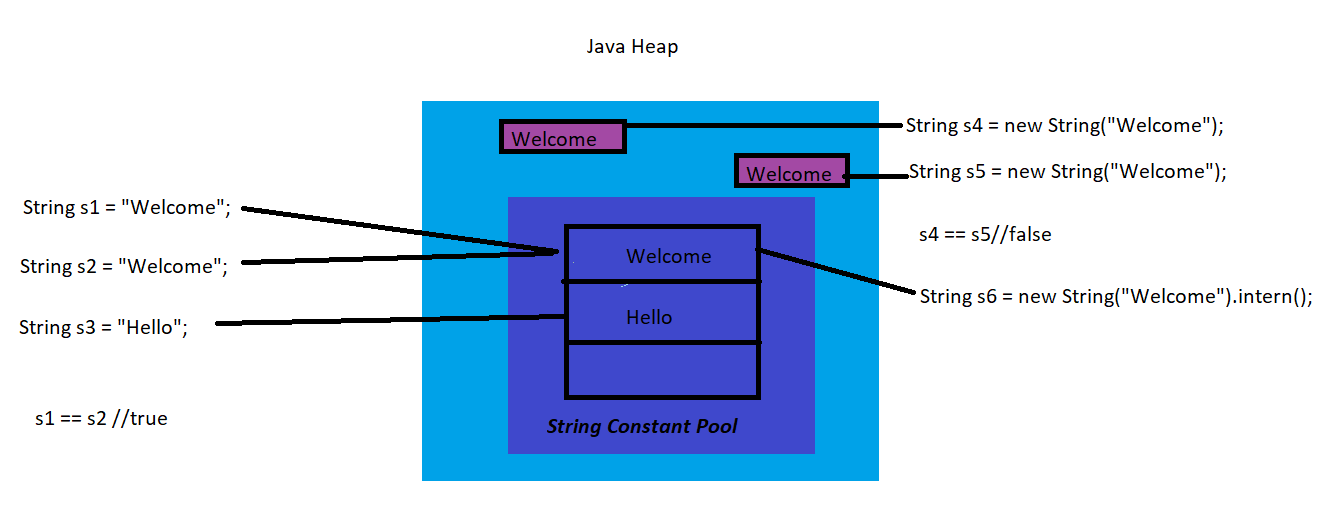 Java Heap
Welcome
String s4 = new String("Welcome");
Welcome
String s5 = new String("Welcome");
String s1 = "Welcome";
s4 == s5//false
Welcome
String s2 = "Welcome";
String s6 = new String("Welcome").intern();
String s3 = "Hello";
Hello
s1 == s2 //true
String Constant Pool